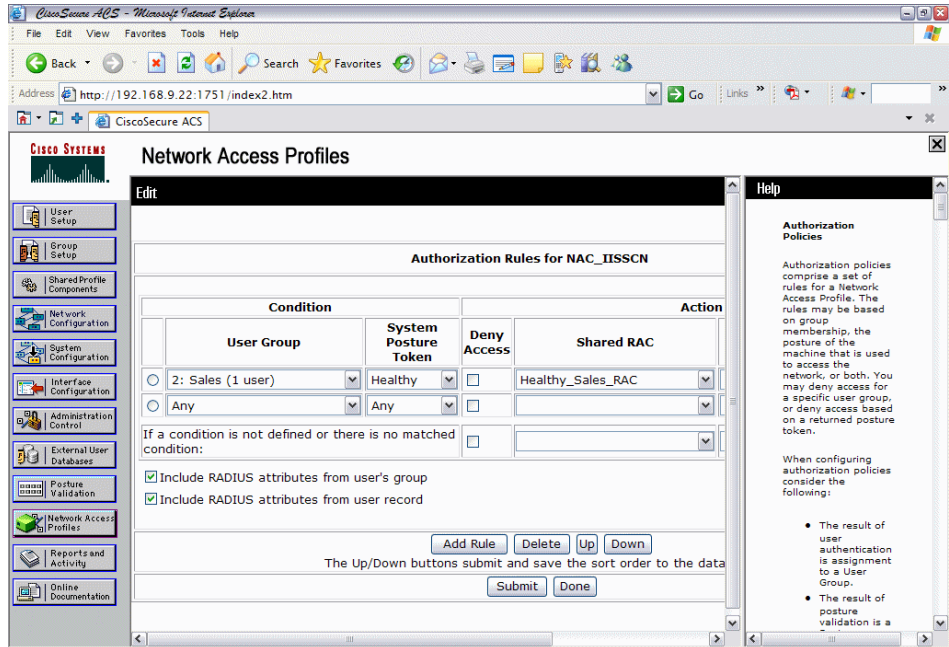 CiscoSecure ACS - Microsoft Internet Explorer
File Edit View Favorites Tools Help
Back Search Favorites
Address http://192.168.9.22:1751/index2.htm Go Links »
CiscoSecure ACS
CISCO SYSTEMS
Network Access Profiles
User Setup
Group Setup
Shared Profile Components
Network Configuration
System Configuration
Interface Configuration
Administration Control
External User Databases
Posture Validation
Network Access Profiles
Reports and Activity
Online Documentation
Edit
Authorization Rules for NAC_IISSCN
Condition Action
User Group System Posture Token Deny Access Shared RAC
2: Sales (1 user) Healthy Healthy_Sales_RAC
Any Any
If a condition is not defined or there is no matched
condition:
Include RADIUS attributes from user's group
Include RADIUS attributes from user record
Add Rule Delete Up Down
The Up/Down buttons submit and save the sort order to the data
Submit Done
Help
Authorization
Policies
Authorization policies
comprise a set of
rules for a Network
Access Profile. The
rules may be based
on group
membership, the
posture of the
machine that is used
to access the
network, or both. You
may deny access for
a specific user group,
or deny access based
on a returned posture
token.
When configuring
authorization policies
consider the
following:
• The result of
user
authentication
is assignment
to a User
Group.
• The result of
posture
validation is a